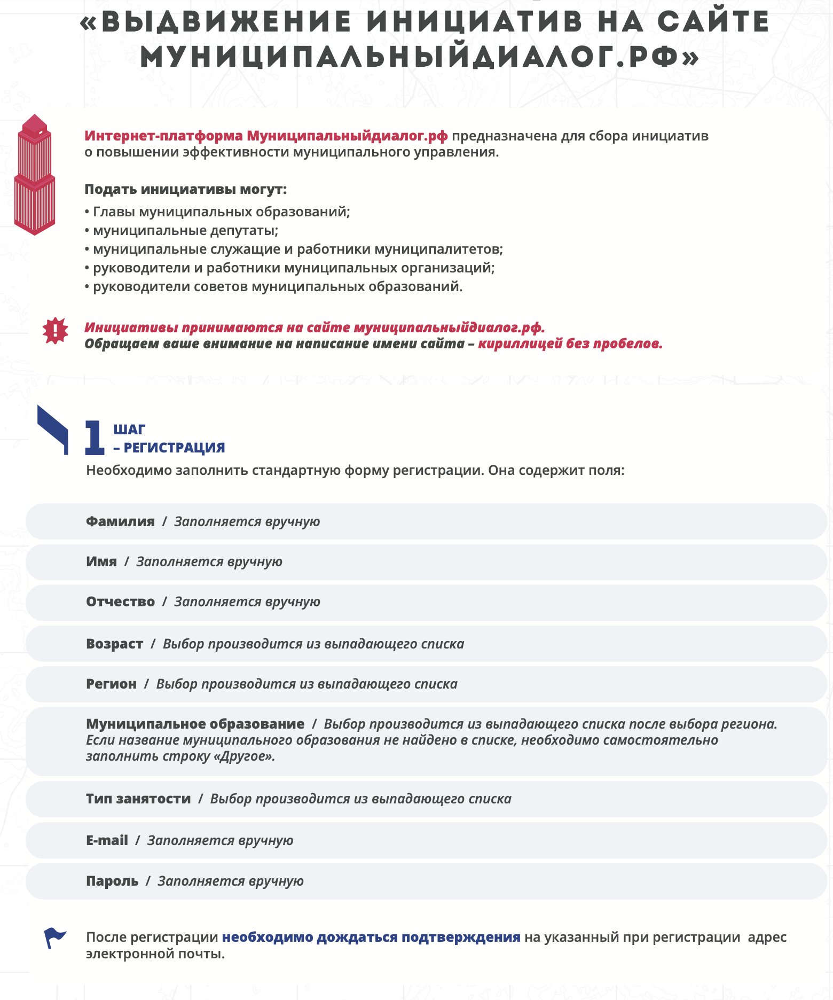 «ВЫДВИЖЕНИЕ ИНИЦИАТИВ НА САЙТЕ
МУНИЦИПАЛЬНЫЙДИАЛОГ.РФ»
Интернет-платформа Муниципальныйдиалог.рф предназначена для сбора инициатив
о повышении эффективности муниципального управления.
Подать инициативы могут:
• Главы муниципальных образований;
• муниципальные депутаты;
• муниципальные служащие и работники муниципалитетов;
• руководители и работники муниципальных организаций;
• руководители советов муниципальных образований.
!
Инициативы принимаются на сайте муниципальныйдиалог.рф.
Обращаем ваше внимание на написание имени сайта – кириллицей без пробелов.
1 ШАГ
– РЕГИСТРАЦИЯ
Необходимо заполнить стандартную форму регистрации. Она содержит поля:
Фамилия / Заполняется вручную
Имя / Заполняется вручную
Отчество / Заполняется вручную
Возраст / Выбор производится из выпадающего списка
Регион / Выбор производится из выпадающего списка
Муниципальное образование / Выбор производится из выпадающего списка после выбора региона.
Если название муниципального образования не найдено в списке, необходимо самостоятельно
заполнить строку «Другое».
Тип занятости / Выбор производится из выпадающего списка
E-mail / Заполняется вручную
Пароль / Заполняется вручную
После регистрации необходимо дождаться подтверждения на указанный при регистрации адрес
электронной почты.